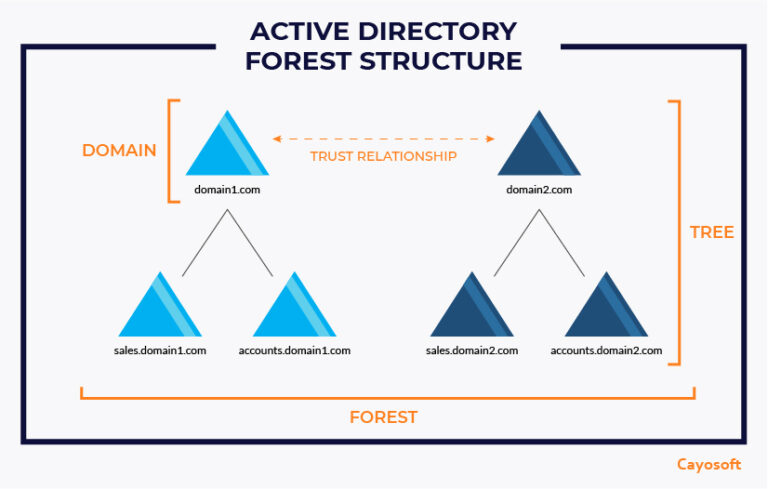 ACTIVE DIRECTORY
FOREST STRUCTURE
DOMAIN
TRUST RELATIONSHIP
domain1.com
domain2.com
TREE
sales.domain1.com
accounts.domain1.com
sales.domain2.com
accounts.domain2.com
FOREST
Cayosoft